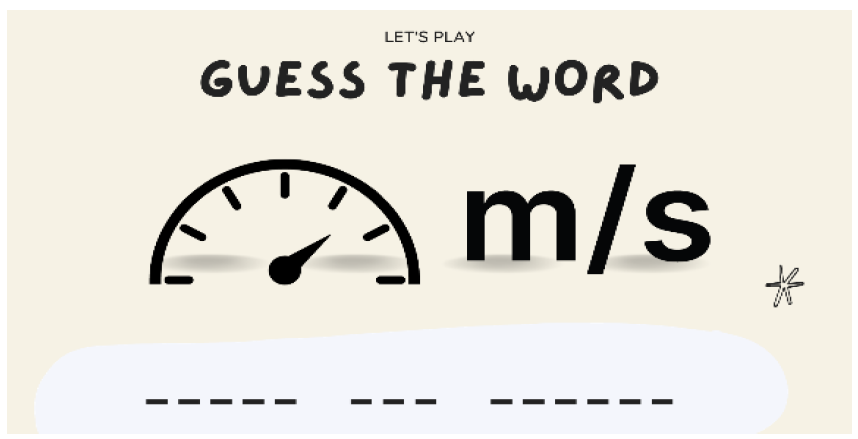 LET'S PLAY
GUESS THE WORD
m/s
_ _ _ _ _   _ _ _   _ _ _ _ _ _